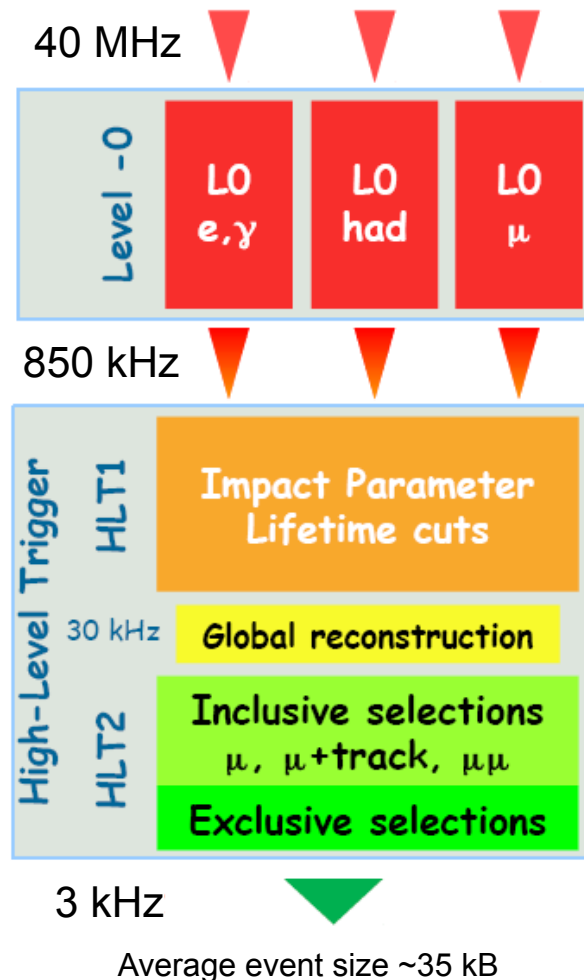 40 MHz
Level -0
L0
e,γ
L0
had
L0
μ
850 kHz
High-Level Trigger
HLT1
Impact Parameter
Lifetime cuts
30 kHz
Global reconstruction
HLT2
Inclusive selections
μ, μ+track, μμ
Exclusive selections
3 kHz
Average event size ~35 kB